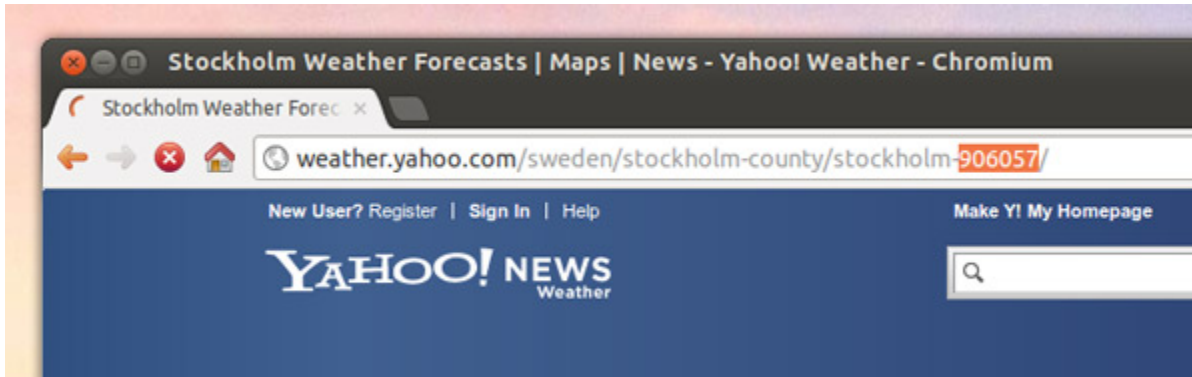 Stockholm Weather Forecasts | Maps | News - Yahoo! Weather - Chromium
Stockholm Weather Forec
weather.yahoo.com/sweden/stockholm-county/stockholm-906057/
New User? Register | Sign In | Help
Make Y! My Homepage
YAHOO! NEWS
Weather